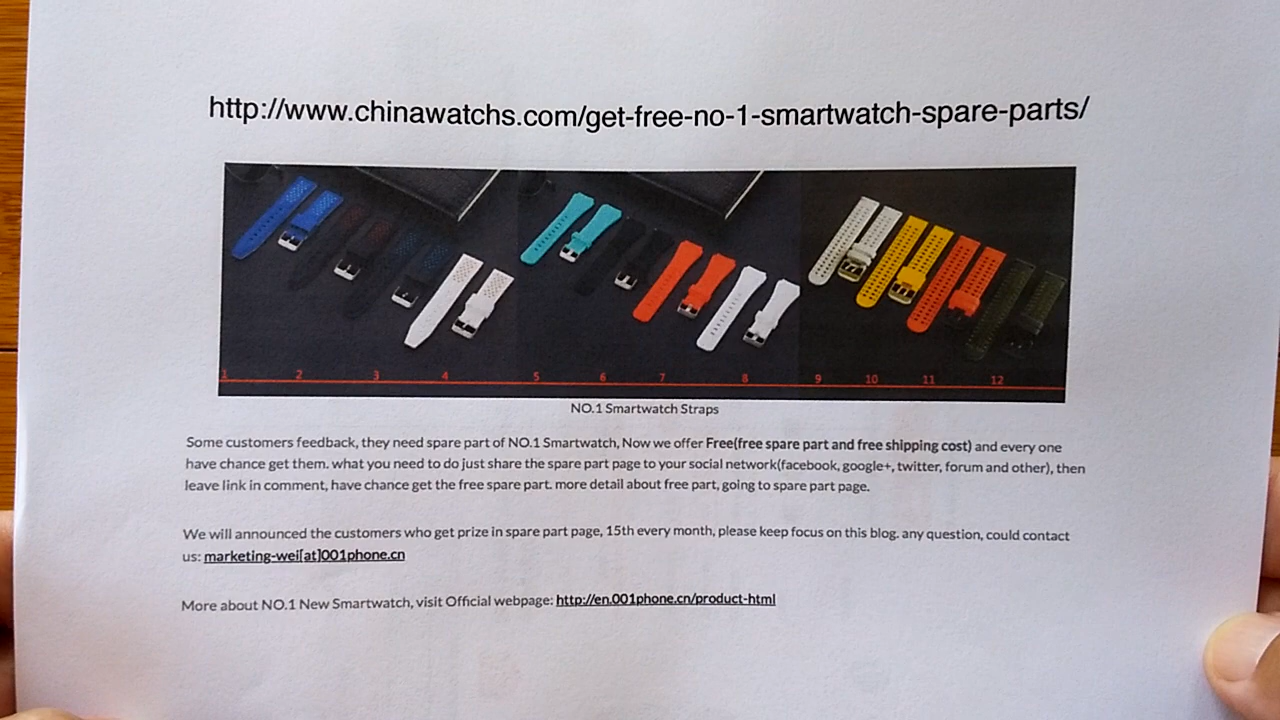 http://www.chinawatchs.com/get-free-no-1-smartwatch-spare-parts/
1 2 3 4 5 6 7 8 9 10 11 12
NO.1 Smartwatch Straps
Some customers feedback, they need spare part of NO.1 Smartwatch, Now we offer Free(free spare part and free shipping cost) and every one
have chance get them. what you need to do just share the spare part page to your social network(facebook, google+, twitter, forum and other), then
leave link in comment, have chance get the free spare part. more detail about free part, going to spare part page.
We will announced the customers who get prize in spare part page, 15th every month, please keep focus on this blog. any question, could contact
us: marketing-wei[at]001phone.cn
More about NO.1 New Smartwatch, visit Official webpage: http://en.001phone.cn/product-html